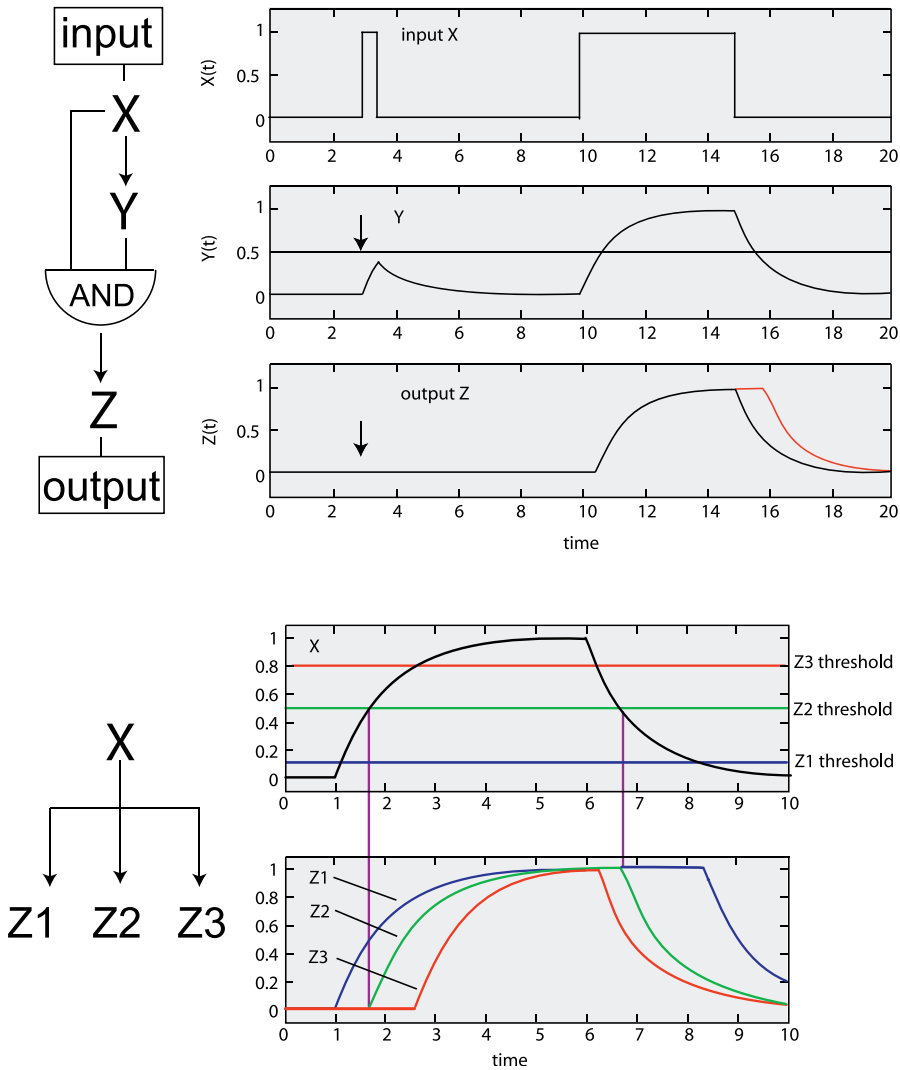 input
X
Y
AND
Z
output
input X
X(t)
1
0.5
0
0 2 4 6 8 10 12 14 16 18 20
Y
Y(t)
1
0.5
0
0 2 4 6 8 10 12 14 16 18 20
output Z
Z(t)
1
0.5
0
0 2 4 6 8 10 12 14 16 18 20
time
X
Z1 Z2 Z3
X
1
0.8
0.6
0.4
0.2
0
Z3 threshold
Z2 threshold
Z1 threshold
0 1 2 3 4 5 6 7 8 9 10
Z1
Z2
Z3
1.0
0.8
0.6
0.4
0.2
0
0 1 2 3 4 5 6 7 8 9 10
time